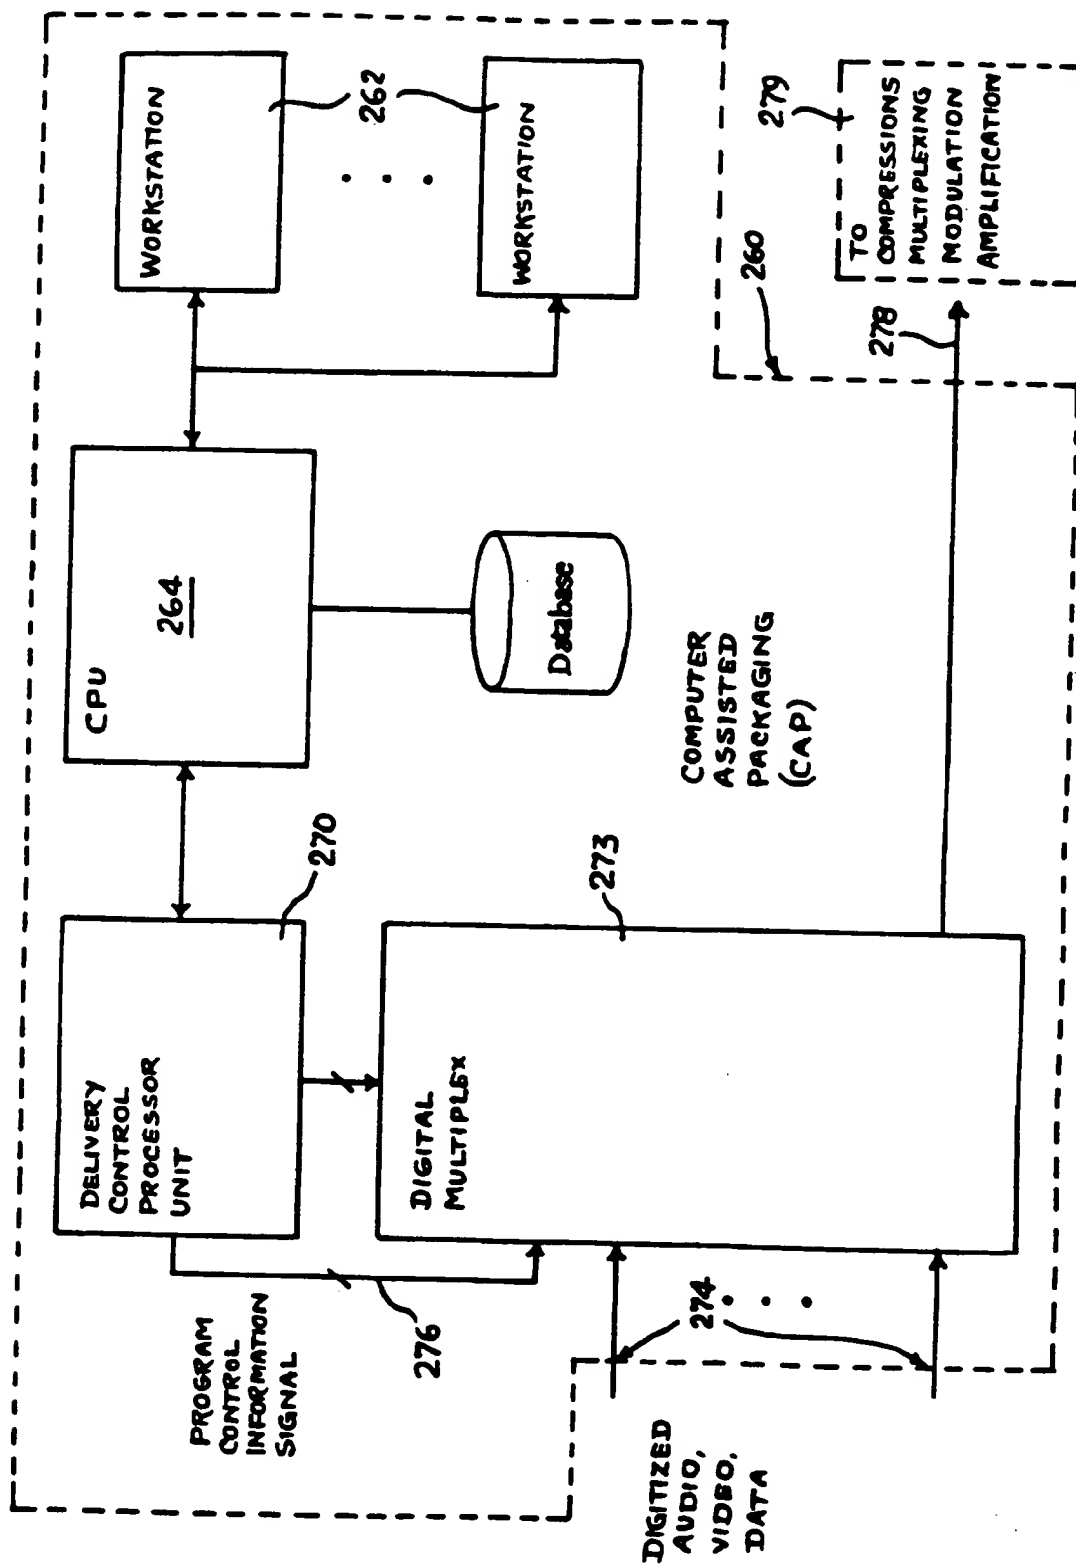 WORKSTATION
262
WORKSTATION
CPU
264
Database
DELIVERY
CONTROL
PROCESSOR
UNIT
270
PROGRAM
CONTROL
INFORMATION
SIGNAL
276
DIGITAL
MULTIPLEX
273
COMPUTER
ASSISTED
PACKAGING
(CAP)
260
DIGITIZED
AUDIO,
VIDEO,
DATA
274
278
279
TO
COMPRESSIONS
MULTIPLEXING
MODULATION
AMPLIFICATION